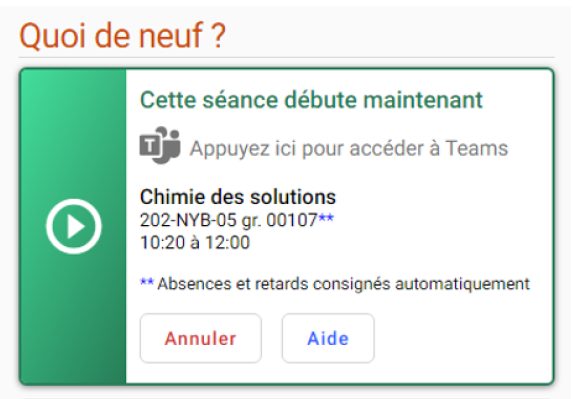 Quoi de neuf ?
Cette séance débute maintenant
T
Appuyez ici pour accéder à Teams
Chimie des solutions
202-NYB-05 gr. 00107**
10:20 à 12:00
** Absences et retards consignés automatiquement
Annuler
Aide